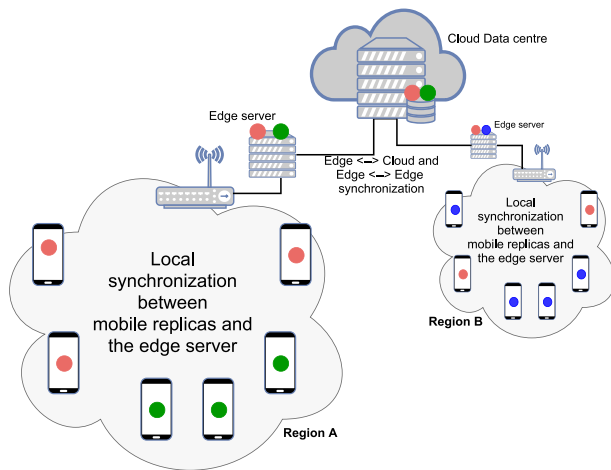 Cloud Data centre
Edge server
Edge server
Edge <--> Cloud and
Edge <--> Edge
synchronization
Local
synchronization
between
mobile replicas and
the edge server
Region A
Local
synchronization
between
mobile replicas and
the edge server
Region B